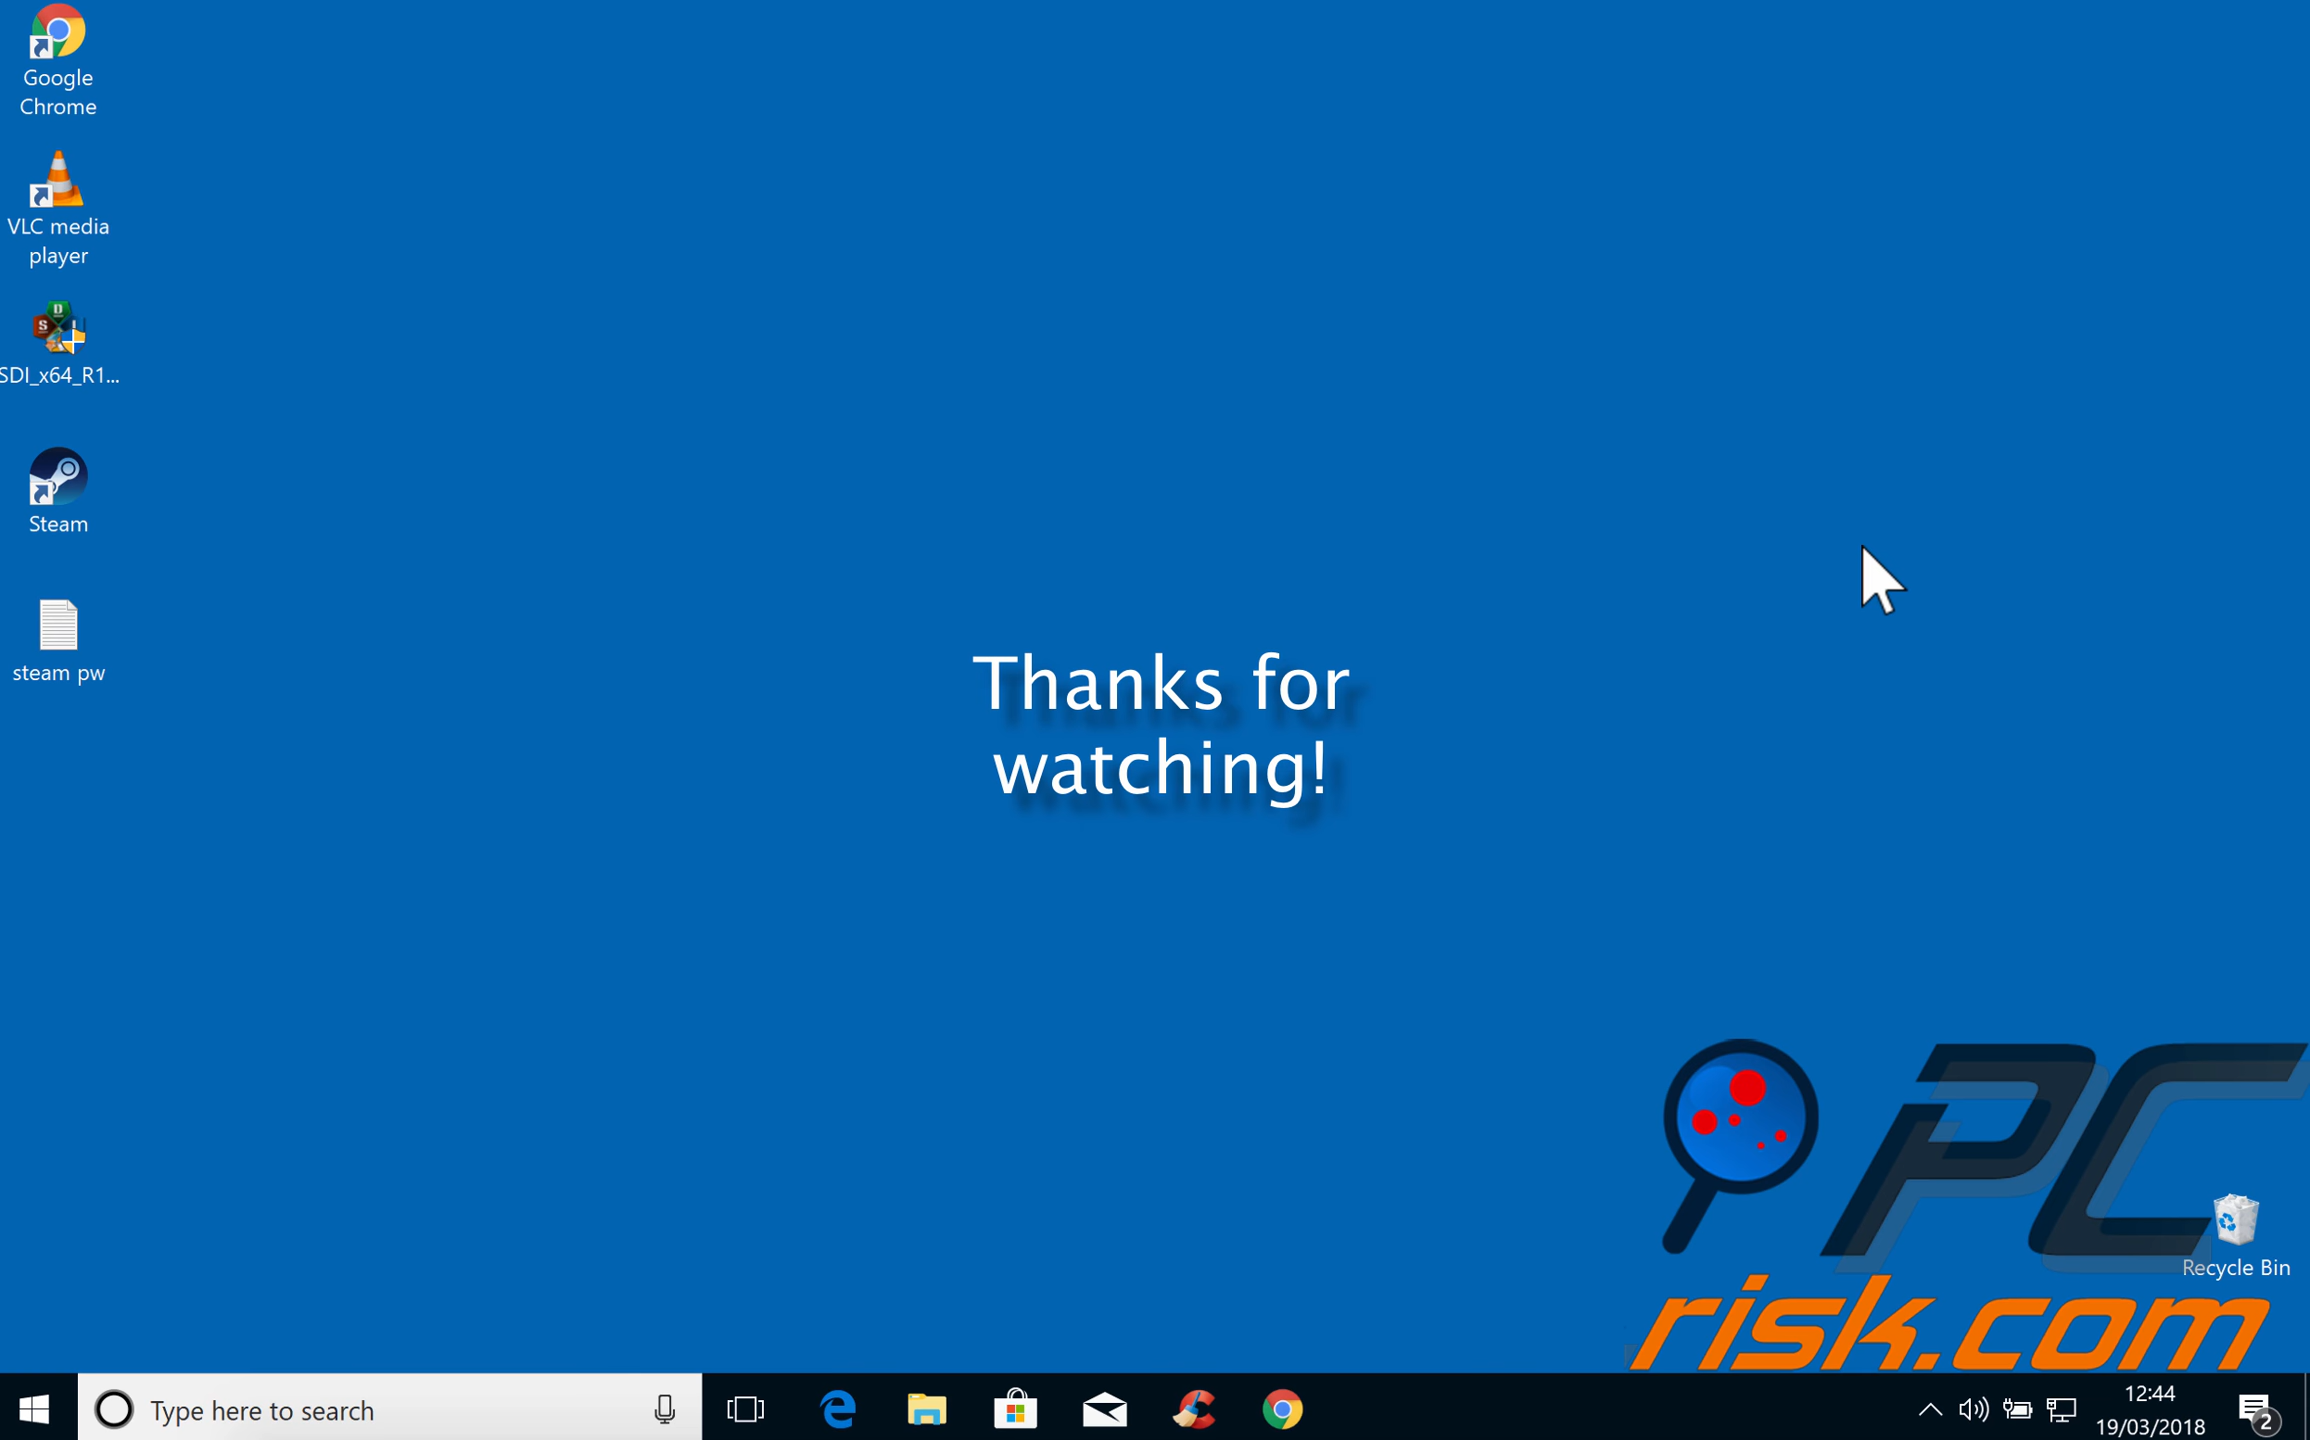 Google
Chrome
VLC media
player
D
S
SDI_x64_R1...
Steam
steam pw
Thanks for
watching!
PC
Recycle Bin
risk.com
Type here to search
12:44
19/03/2018
2